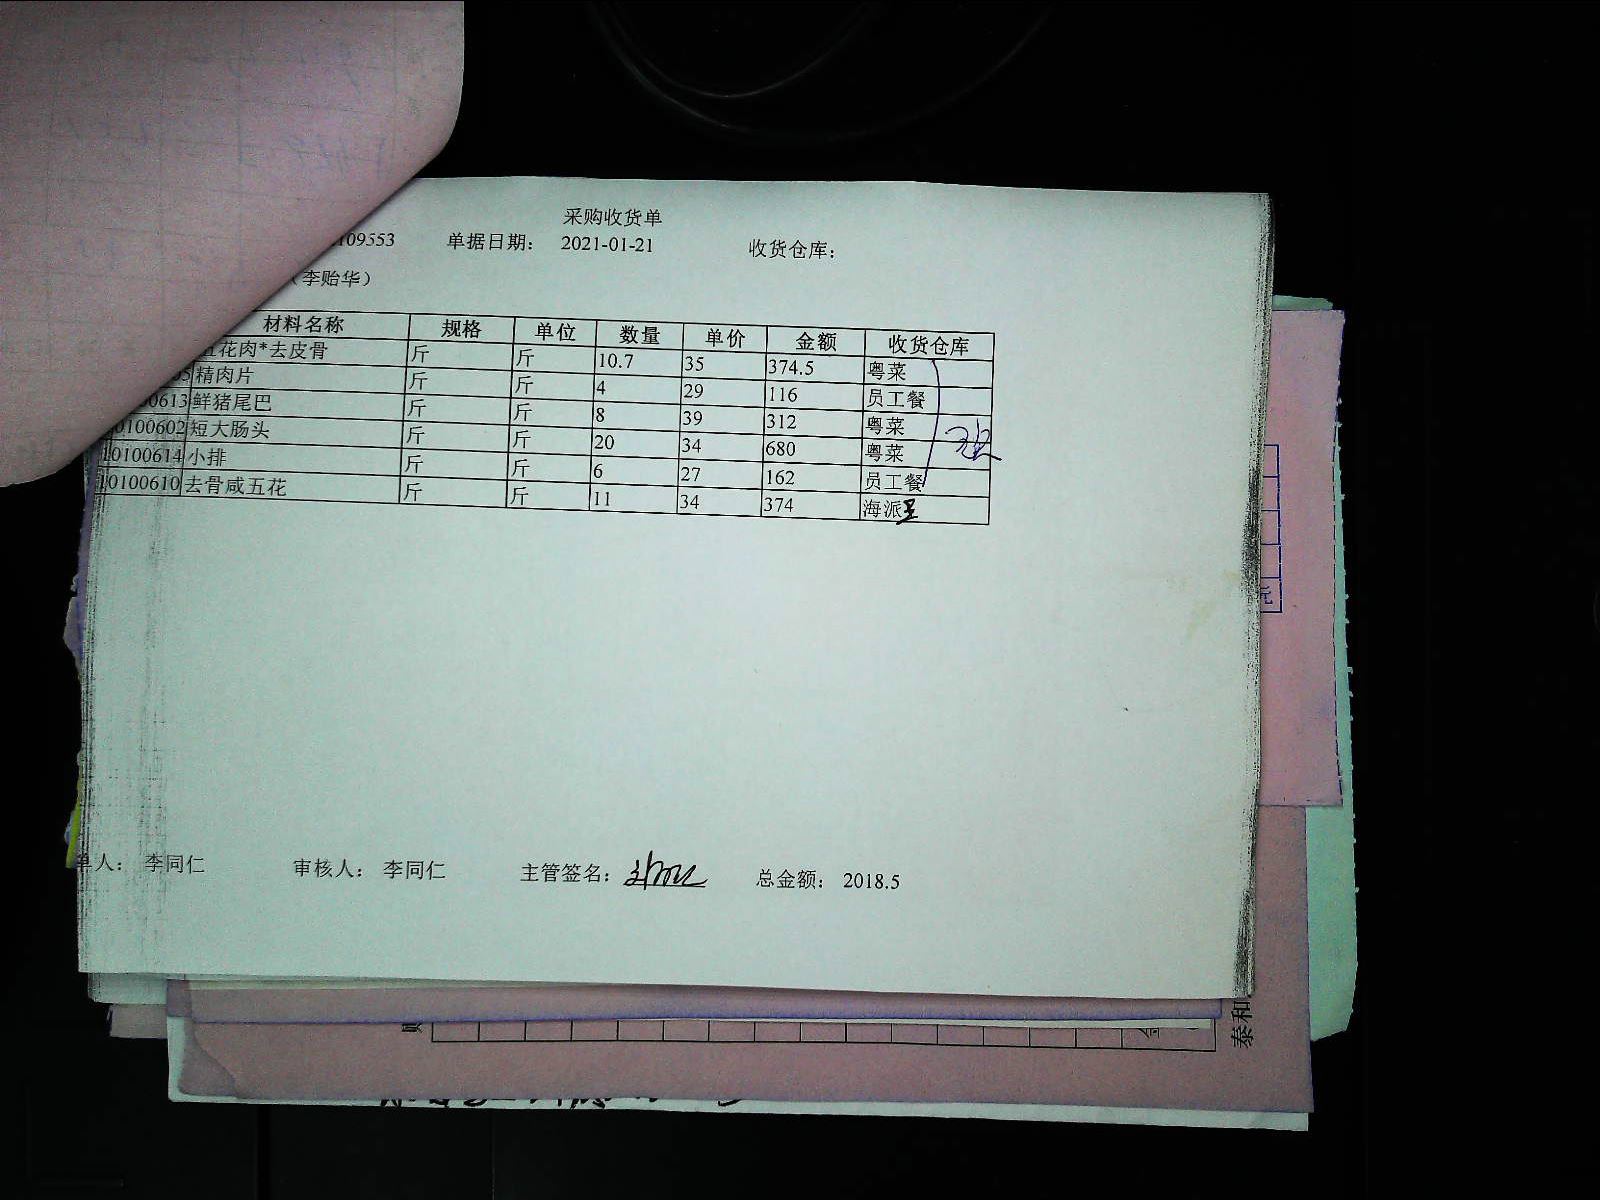 采购收货单
109553 单据日期： 2021-01-21 收货仓库：
（李贻华）
材料名称 规格 单位 数量 单价 金额 收货仓库
五花肉*去皮骨 斤 斤 10.7 35 374.5 粤菜
05 精肉片 斤 斤 4 29 116 员工餐
00613 鲜猪尾巴 斤 斤 8 39 312 粤菜
0100602 短大肠头 斤 斤 20 34 680 粤菜
10100614 小排 斤 斤 6 27 162 员工餐
10100610 去骨咸五花 斤 斤 11 34 374 海派
单人： 李同仁 审核人： 李同仁 主管签名： 总金额： 2018.5
元
泰和